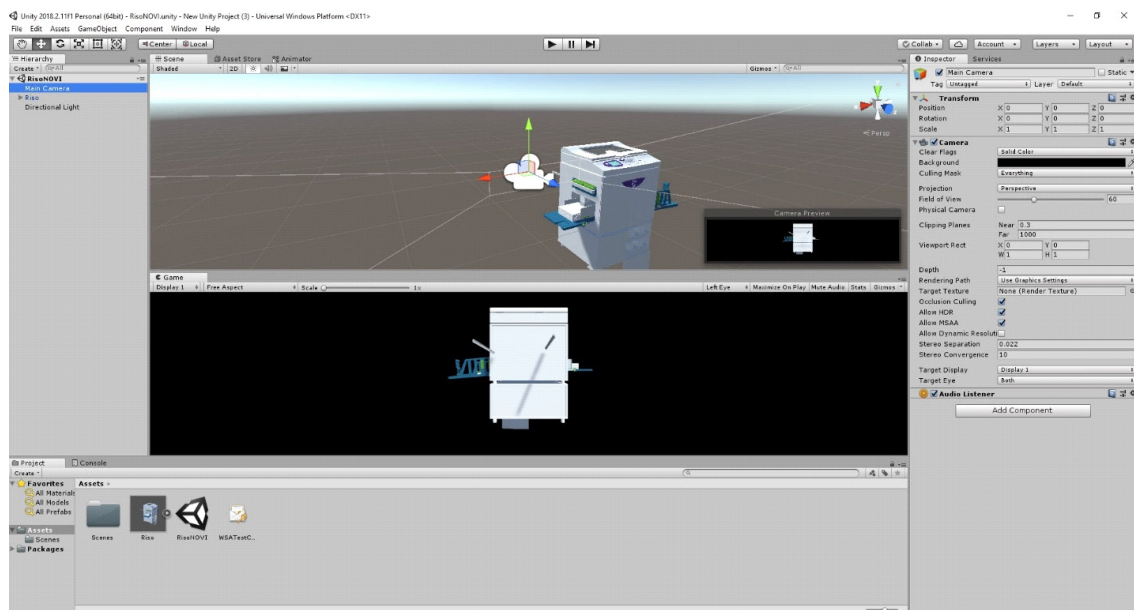 Unity 2018.2.11f1 Personal (64bit) - RisoNOVI.unity - New Unity Project (3) - Universal Windows Platform <DX11>
File Edit Assets GameObject Component Window Help
Center Local
Collab Account Layers Layout
Hierarchy
Create All
RisoNOVI
Main Camera
Riso
Directional Light
Scene Asset Store Animator
Shaded 2D Gizmos All
Persp
Camera Preview
Game
Display 1 Free Aspect Scale 1x Left Eye Maximize On Play Mute Audio Stats Gizmos
Inspector Services
Main Camera Static
Tag Untagged Layer Default
Transform
Position X 0 Y 0 Z 0
Rotation X 0 Y 0 Z 0
Scale X 1 Y 1 Z 1
Camera
Clear Flags Solid Color
Background
Culling Mask Everything
Projection Perspective
Field of View 60
Physical Camera
Clipping Planes Near 0.3
Far 1000
Viewport Rect X 0 Y 0
W 1 H 1
Depth -1
Rendering Path Use Graphics Settings
Target Texture None (Render Texture)
Occlusion Culling
Allow HDR
Allow MSAA
Allow Dynamic Resoluti
Stereo Separation 0.022
Stereo Convergence 10
Target Display Display 1
Target Eye Both
Audio Listener
Add Component
Project Console
Create
Favorites
All Materials
All Models
All Prefabs
Assets
Scenes
Packages
Assets
Scenes Riso RisoNOVI WSATestC...